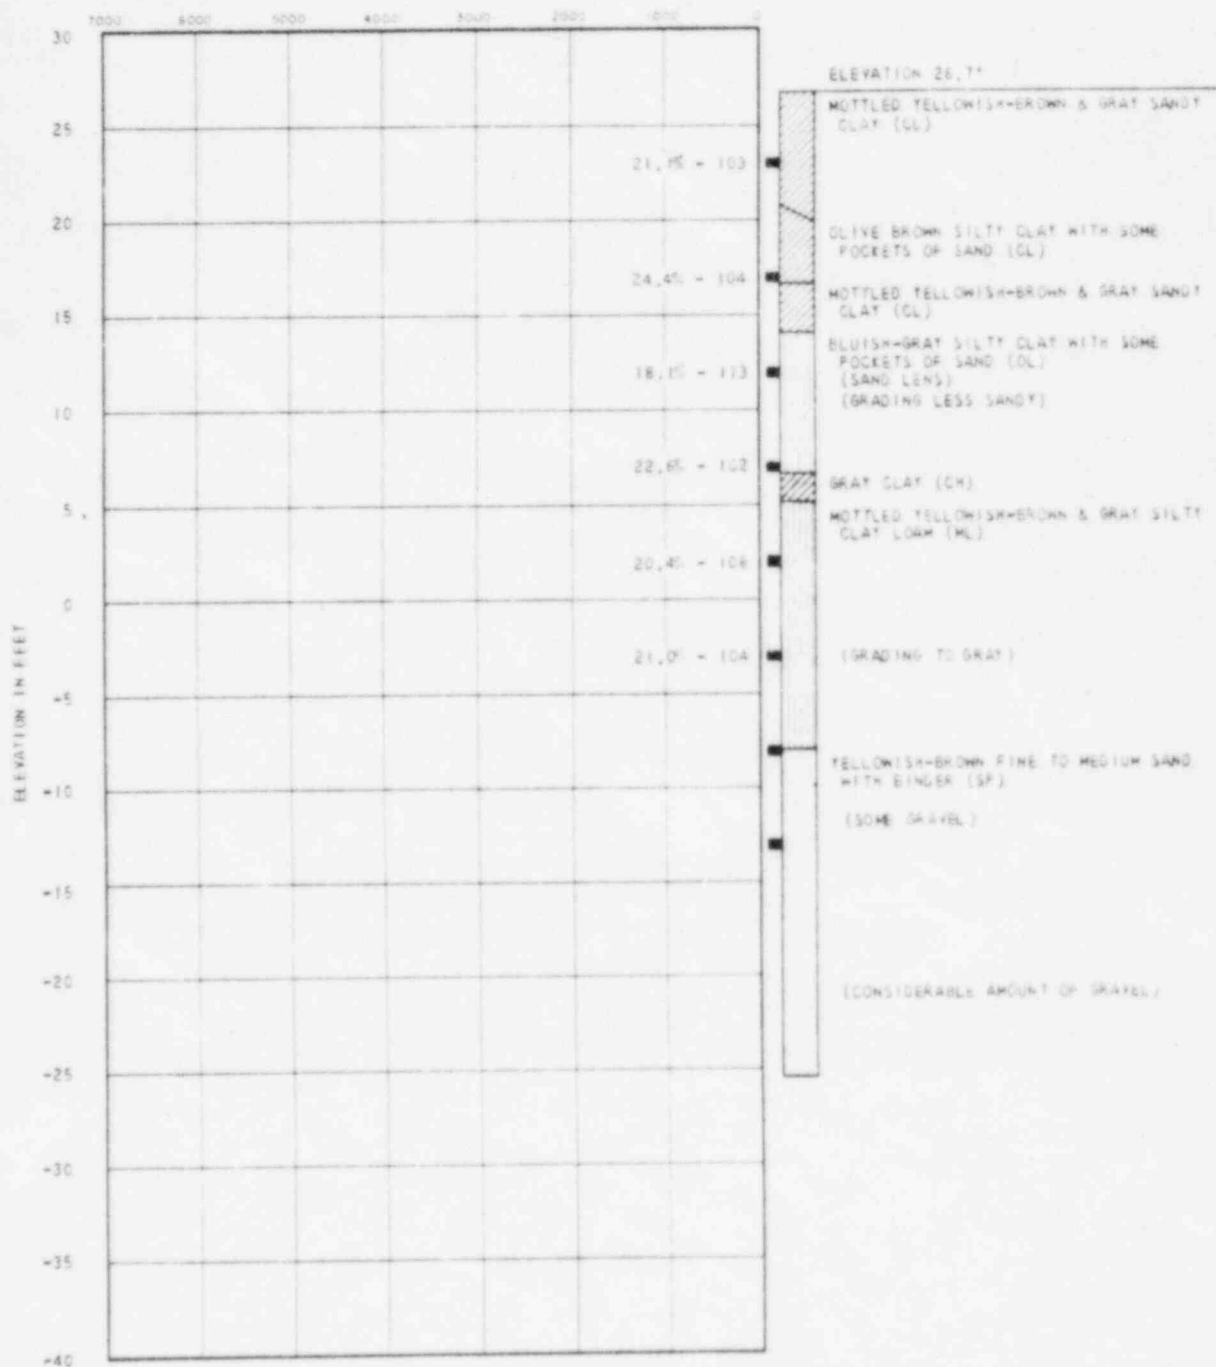 7000 6000 5000 4000 3000 2000 1000 0
30
ELEVATION 26.7'
MOTTLED YELLOWISH-BROWN & GRAY SANDY
CLAY (CL)
25
21.1% - 103
20
OLIVE BROWN SILTY CLAY WITH SOME
POCKETS OF SAND (CL)
24.4% - 104
MOTTLED YELLOWISH-BROWN & GRAY SANDY
CLAY (CL)
15
BLUISH-GRAY SILTY CLAY WITH SOME
POCKETS OF SAND
(SAND LENS)
18.1% - 113
(GRADING LESS SANDY)
10
22.6% - 102
GRAY CLAY (CH)
5
MOTTLED YELLOWISH-BROWN & GRAY SILTY
CLAY LOAM (ML)
20.4% -
0
21.0% - 104
(GRADING TO GRAY)
-5
YELLOWISH-BROWN FINE TO MEDIUM SAND
WITH BINDER (SP)
-10
(SOME GRAVEL)
-15
-20
(CONSIDERABLE AMOUNT OF GRAVEL)
-25
-30
-35
-40
ELEVATION IN FEET